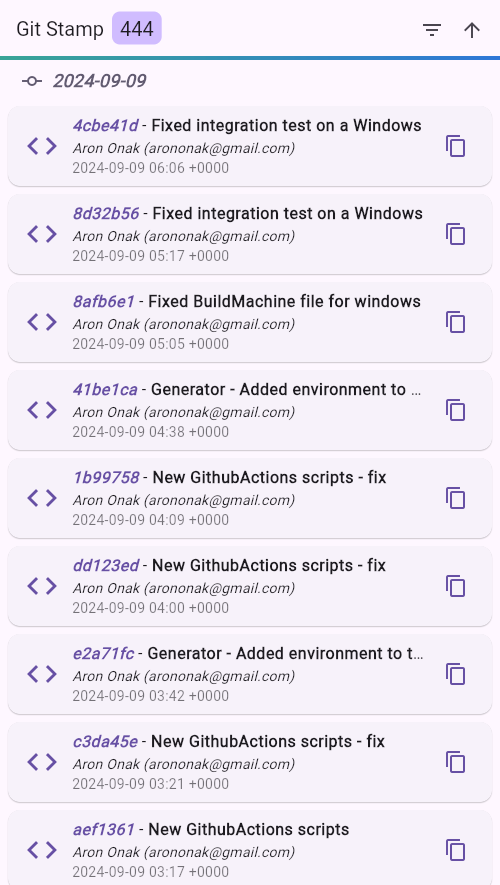 Git Stamp 444
2024-09-09
4cbe41d - Fixed integration test on a Windows
Aron Onak (arononak@gmail.com)
2024-09-09 06:06 +0000
8d32b56 - Fixed integration test on a Windows
Aron Onak (arononak@gmail.com)
2024-09-09 05:17 +0000
8afb6e1 - Fixed BuildMachine file for windows
Aron Onak (arononak@gmail.com)
2024-09-09 05:05 +0000
41be1ca - Generator - Added environment to ...
Aron Onak (arononak@gmail.com)
2024-09-09 04:38 +0000
1b99758 - New GithubActions scripts - fix
Aron Onak (arononak@gmail.com)
2024-09-09 04:09 +0000
dd123ed - New GithubActions scripts - fix
Aron Onak (arononak@gmail.com)
2024-09-09 04:00 +0000
e2a71fc - Generator - Added environment to t...
Aron Onak (arononak@gmail.com)
2024-09-09 03:42 +0000
c3da45e - New GithubActions scripts - fix
Aron Onak (arononak@gmail.com)
2024-09-09 03:21 +0000
aef1361 - New GithubActions scripts
Aron Onak (arononak@gmail.com)
2024-09-09 03:17 +0000